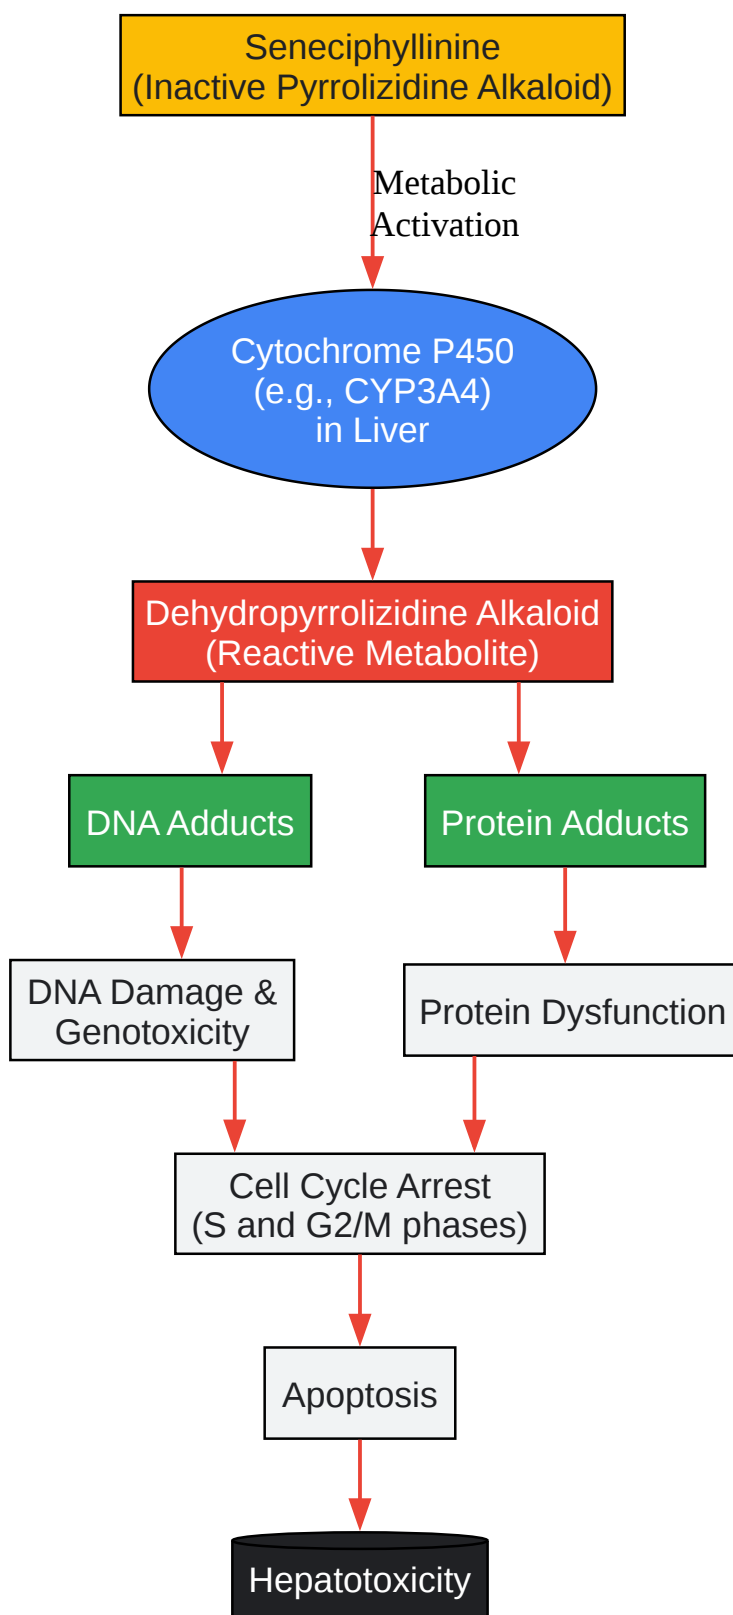 Seneciphyllinine
(Inactive Pyrrolizidine Alkaloid)
Metabolic
Activation
Cytochrome P450
(e.g., CYP3A4)
in Liver
Dehydropyrrolizidine Alkaloid
(Reactive Metabolite)
DNA Adducts
Protein Adducts
DNA Damage &
Genotoxicity
Protein Dysfunction
Cell Cycle Arrest
(S and G2/M phases)
Apoptosis
Hepatotoxicity